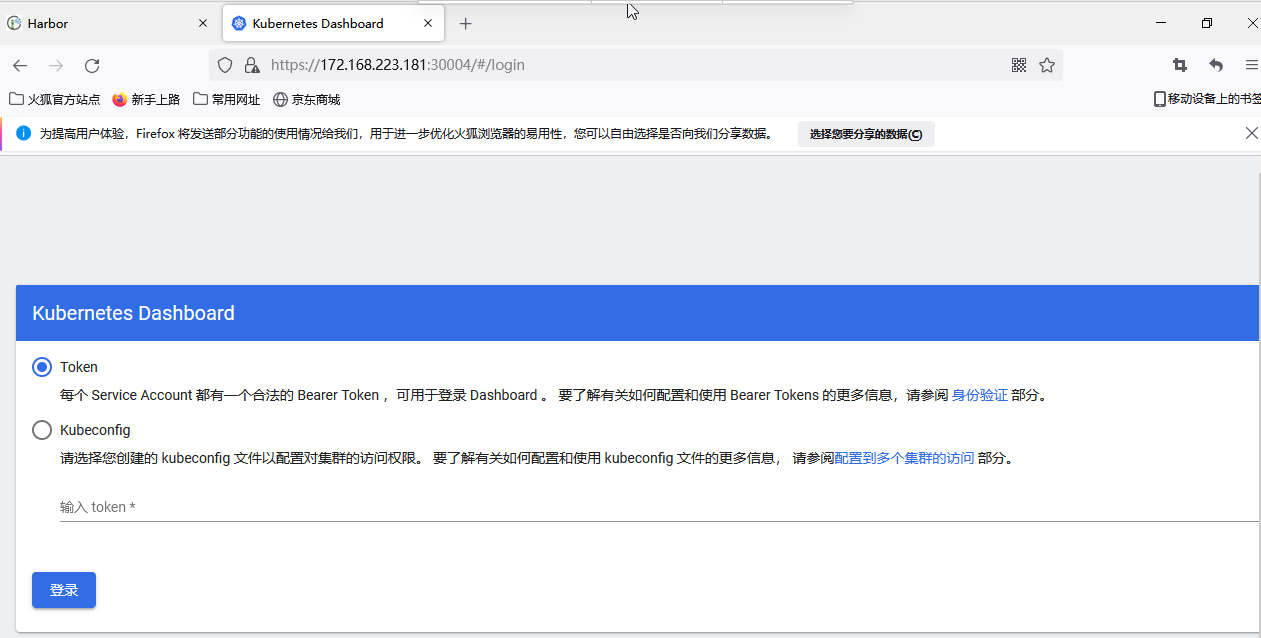 Harbor
Kubernetes Dashboard
https://172.168.223.181:30004/#/login
火狐官方站点 新手上路 常用网址 京东商城 移动设备上的书签
为提高用户体验，Firefox 将发送部分功能的使用情况给我们，用于进一步优化火狐浏览器的易用性，您可以自由选择是否向我们分享数据。 选择您要分享的数据(C)
Kubernetes Dashboard
Token
每个 Service Account 都有一个合法的 Bearer Token ，可用于登录 Dashboard 。 要了解有关如何配置和使用 Bearer Tokens 的更多信息，请参阅 身份验证 部分。
Kubeconfig
请选择您创建的 kubeconfig 文件以配置对集群的访问权限。 要了解有关如何配置和使用 kubeconfig 文件的更多信息， 请参阅配置到多个集群的访问 部分。
输入 token *
登录